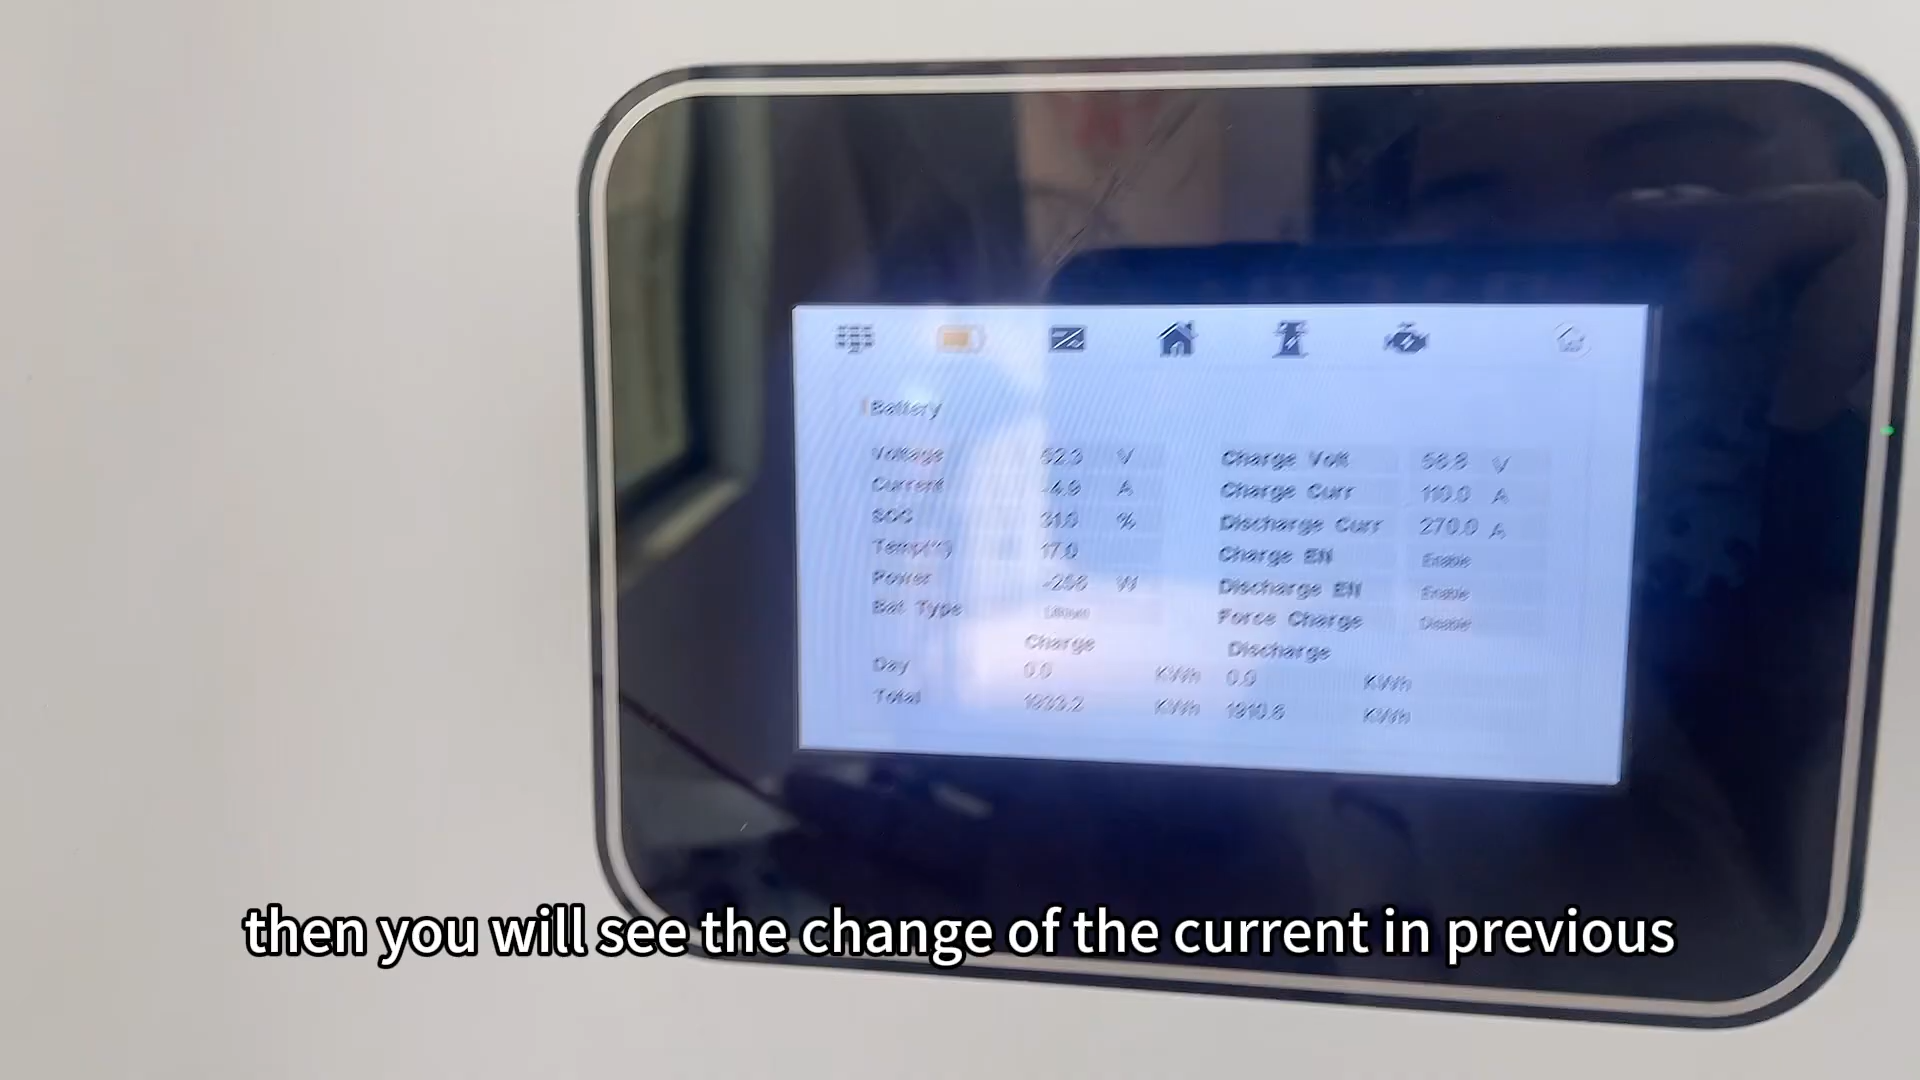 Battery
Voltage 52.3 V Charge Volt 56.8 V
Current -4.9 A Charge Curr 110.0 A
SOC 31.0 % Discharge Curr 270.0 A
Temp(℃) 17.0 Charge EN Enable
Power W Discharge EN Enable
Bat Type Lithium Force Charge Disable
Charge Discharge
Day 0.0 KWh 0.0 KWh
Total KWh KWh
then you will see the change of the current in previous